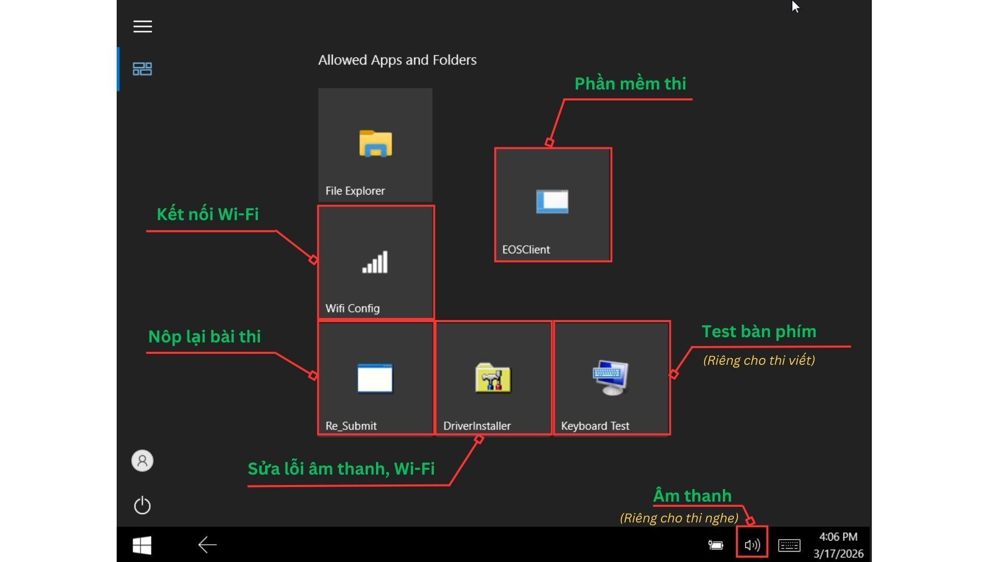 Allowed Apps and Folders
Phần mềm thi
File Explorer
Kết nối Wi-Fi
EOSClient
Wifi Config
Nôp lại bài thi
Test bàn phím
(Riêng cho thi viết)
Re_Submit
DriverInstaller
Keyboard Test
Sửa lỗi âm thanh, Wi-Fi
Âm thanh
(Riêng cho thi nghe)
4:06 PM
3/17/2026